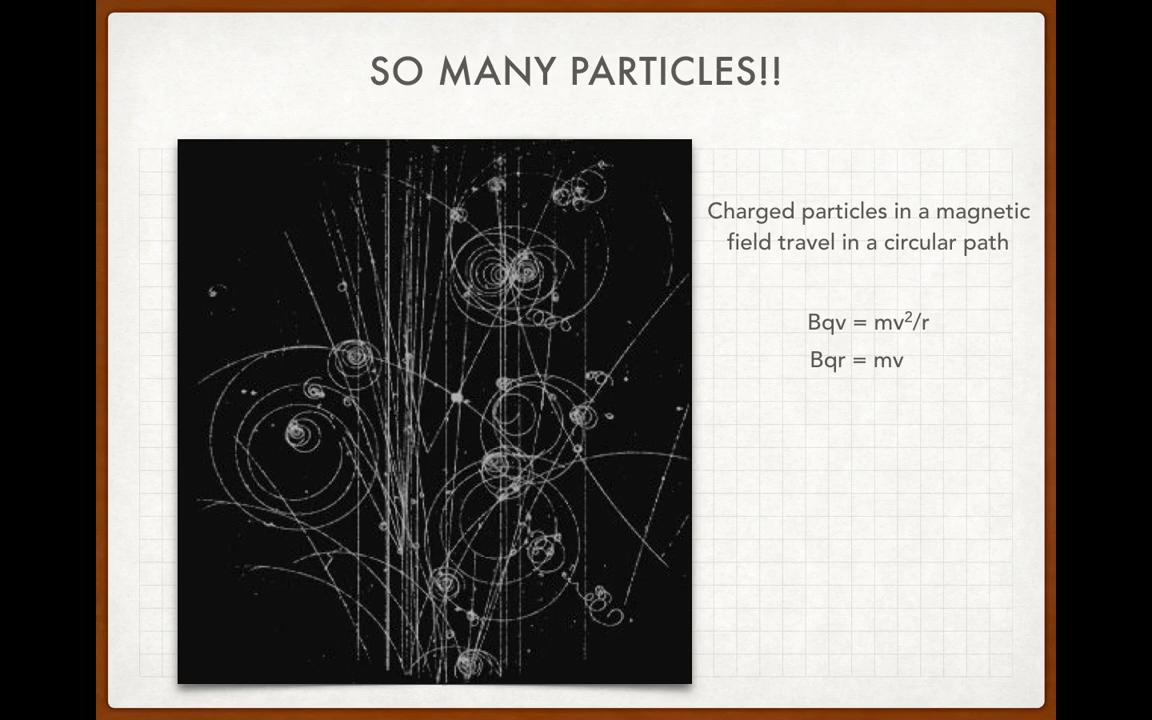 SO MANY PARTICLES!!
Charged particles in a magnetic
field travel in a circular path
Bqv = mv²/r
Bqr = mv